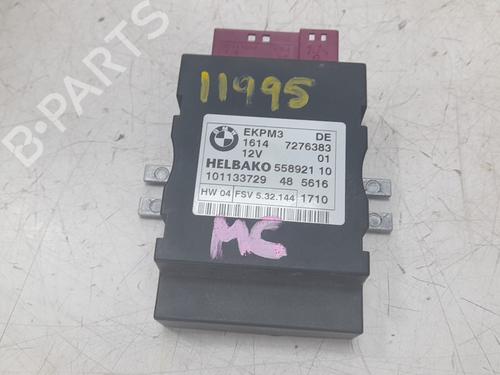 B-PARTS
11995
BMW
EKPM3 DE
1614 7276383
12V 01
HELBAKO 558921 10
101133729 48 5616
HW 04 FSV 5.32.144 1710
MC